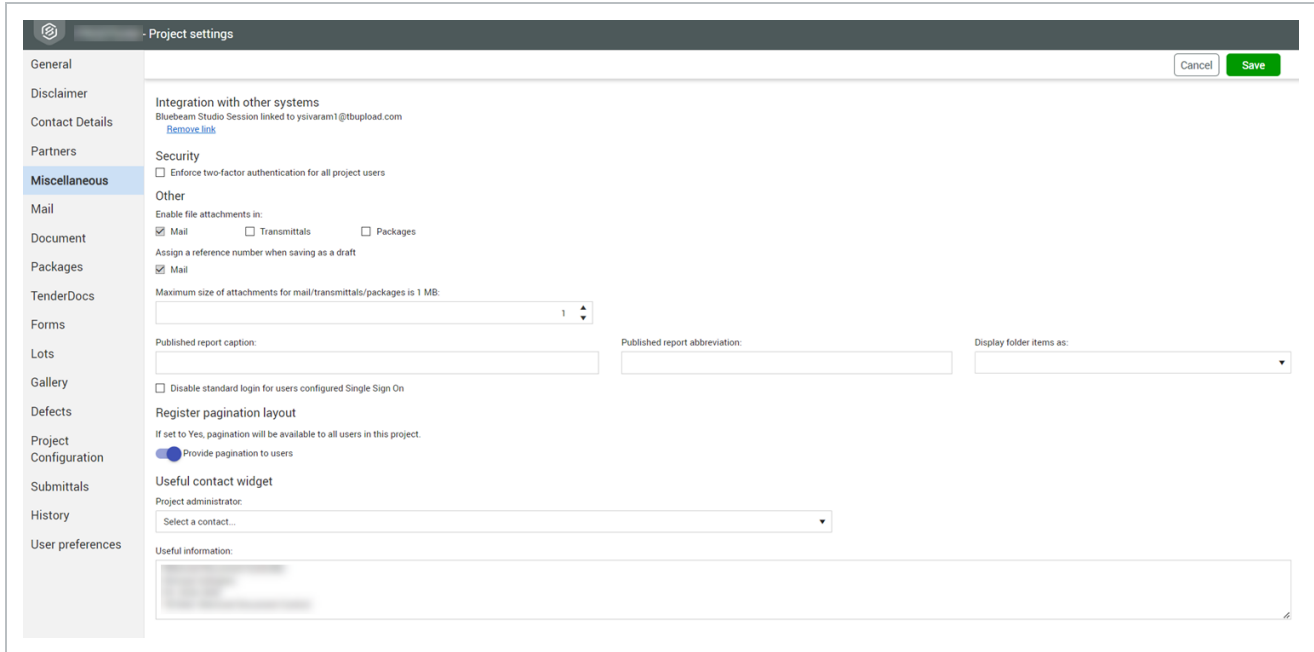 - Project settings
General
Disclaimer
Contact Details
Partners
Miscellaneous
Mail
Document
Packages
TenderDocs
Forms
Lots
Gallery
Defects
Project
Configuration
Submittals
History
User preferences
Cancel
Save
Integration with other systems
Bluebeam Studio Session linked to ysivaram1@tbupload.com
Remove link
Security
Enforce two-factor authentication for all project users
Other
Enable file attachments in:
Mail Transmittals Packages
Assign a reference number when saving as a draft
Mail
Maximum size of attachments for mail/transmittals/packages is 1 MB:
1
Published report caption: Published report abbreviation: Display folder items as:
Disable standard login for users configured Single Sign On
Register pagination layout
If set to Yes, pagination will be available to all users in this project.
Provide pagination to users
Useful contact widget
Project administrator:
Select a contact...
Useful information: